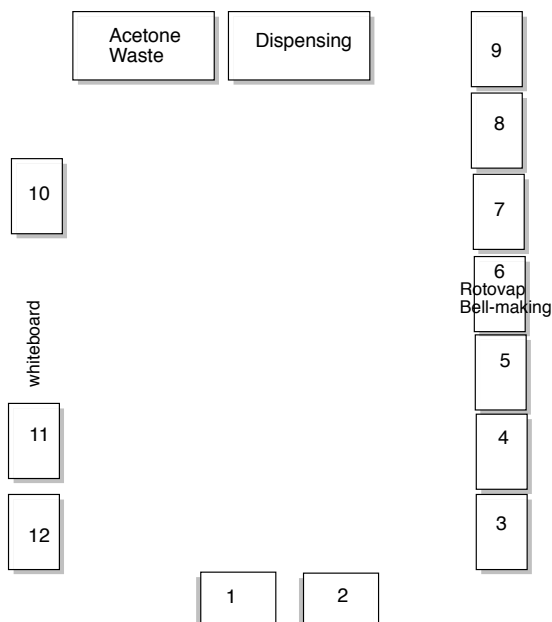 Acetone
Waste
Dispensing
9
8
10
7
6
Rotovap
Bell-making
whiteboard
5
11
4
12
3
1
2